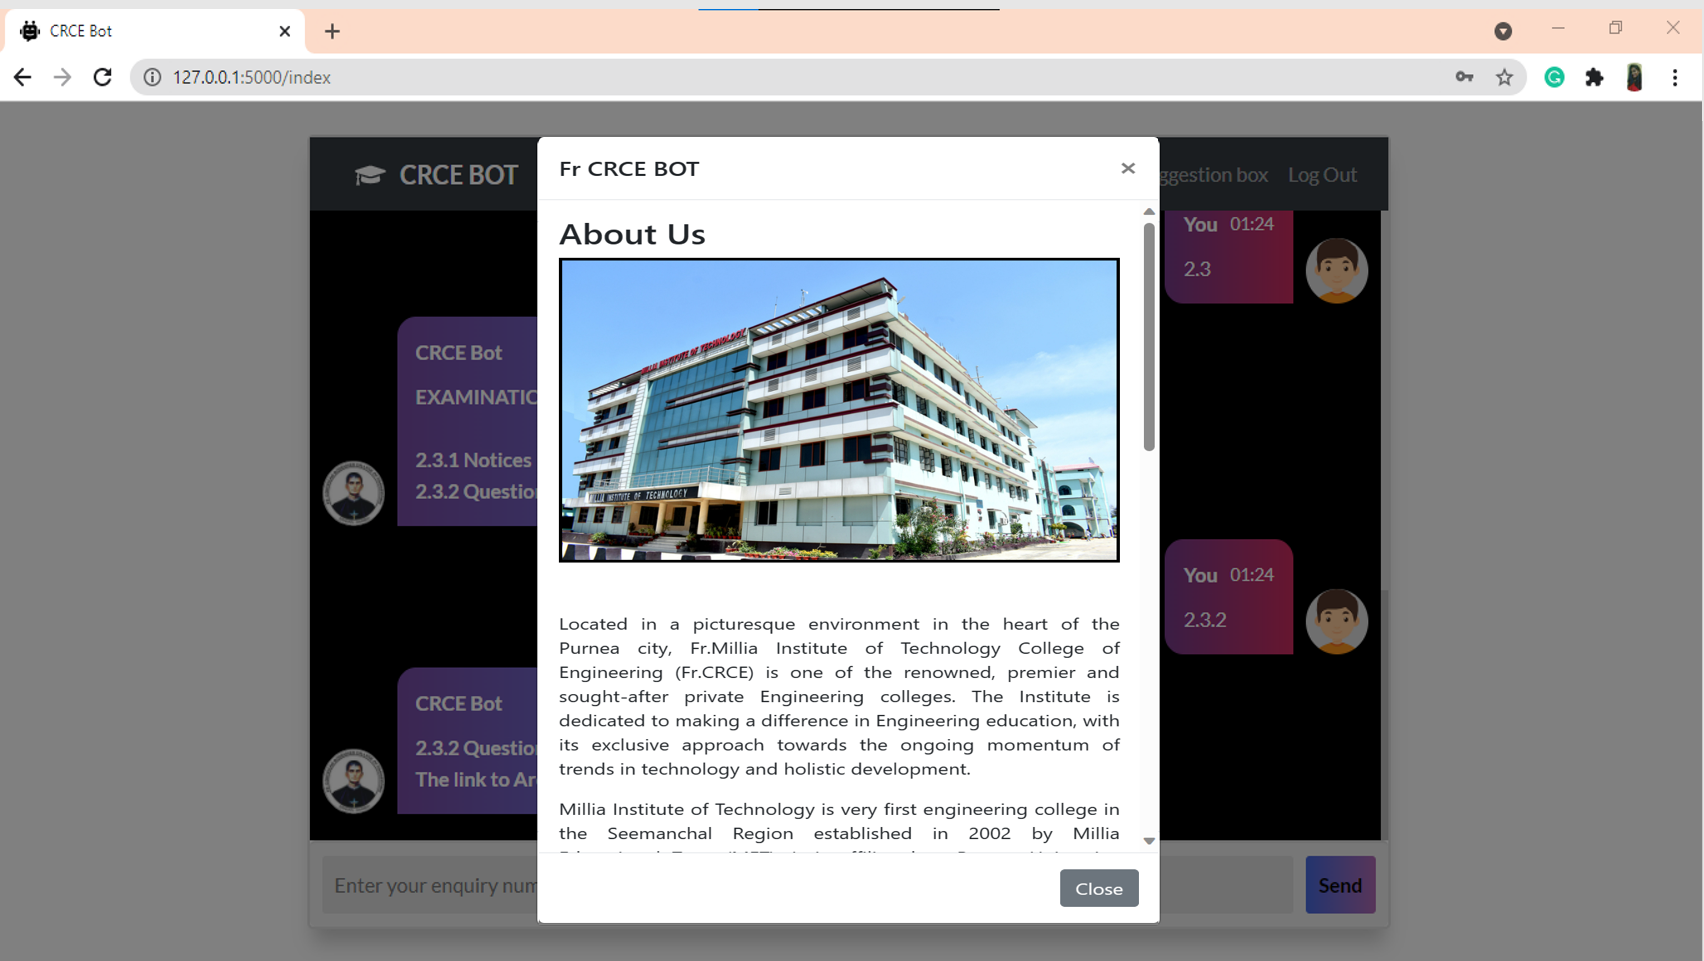 CRCE Bot
127.0.0.1:5000/index
CRCE BOT
ggestion box
Log Out
Fr CRCE BOT
×
About Us
MILLIA INSTITUTE OF TECHNOLOGY
MILLIA INSTITUTE OF TECHNOLOGY
Located in a picturesque environment in the heart of the
Purnea city, Fr.Millia Institute of Technology College of
Engineering (Fr.CRCE) is one of the renowned, premier and
sought-after private Engineering colleges. The Institute is
dedicated to making a difference in Engineering education, with
its exclusive approach towards the ongoing momentum of
trends in technology and holistic development.
Millia Institute of Technology is very first engineering college in
the Seemanchal Region established in 2002 by Millia
Close
You 01:24
2.3
CRCE Bot
EXAMINATIC
2.3.1 Notices
2.3.2 Question
You 01:24
2.3.2
CRCE Bot
2.3.2 Question
The link to Ar
Enter your enquiry num
Send